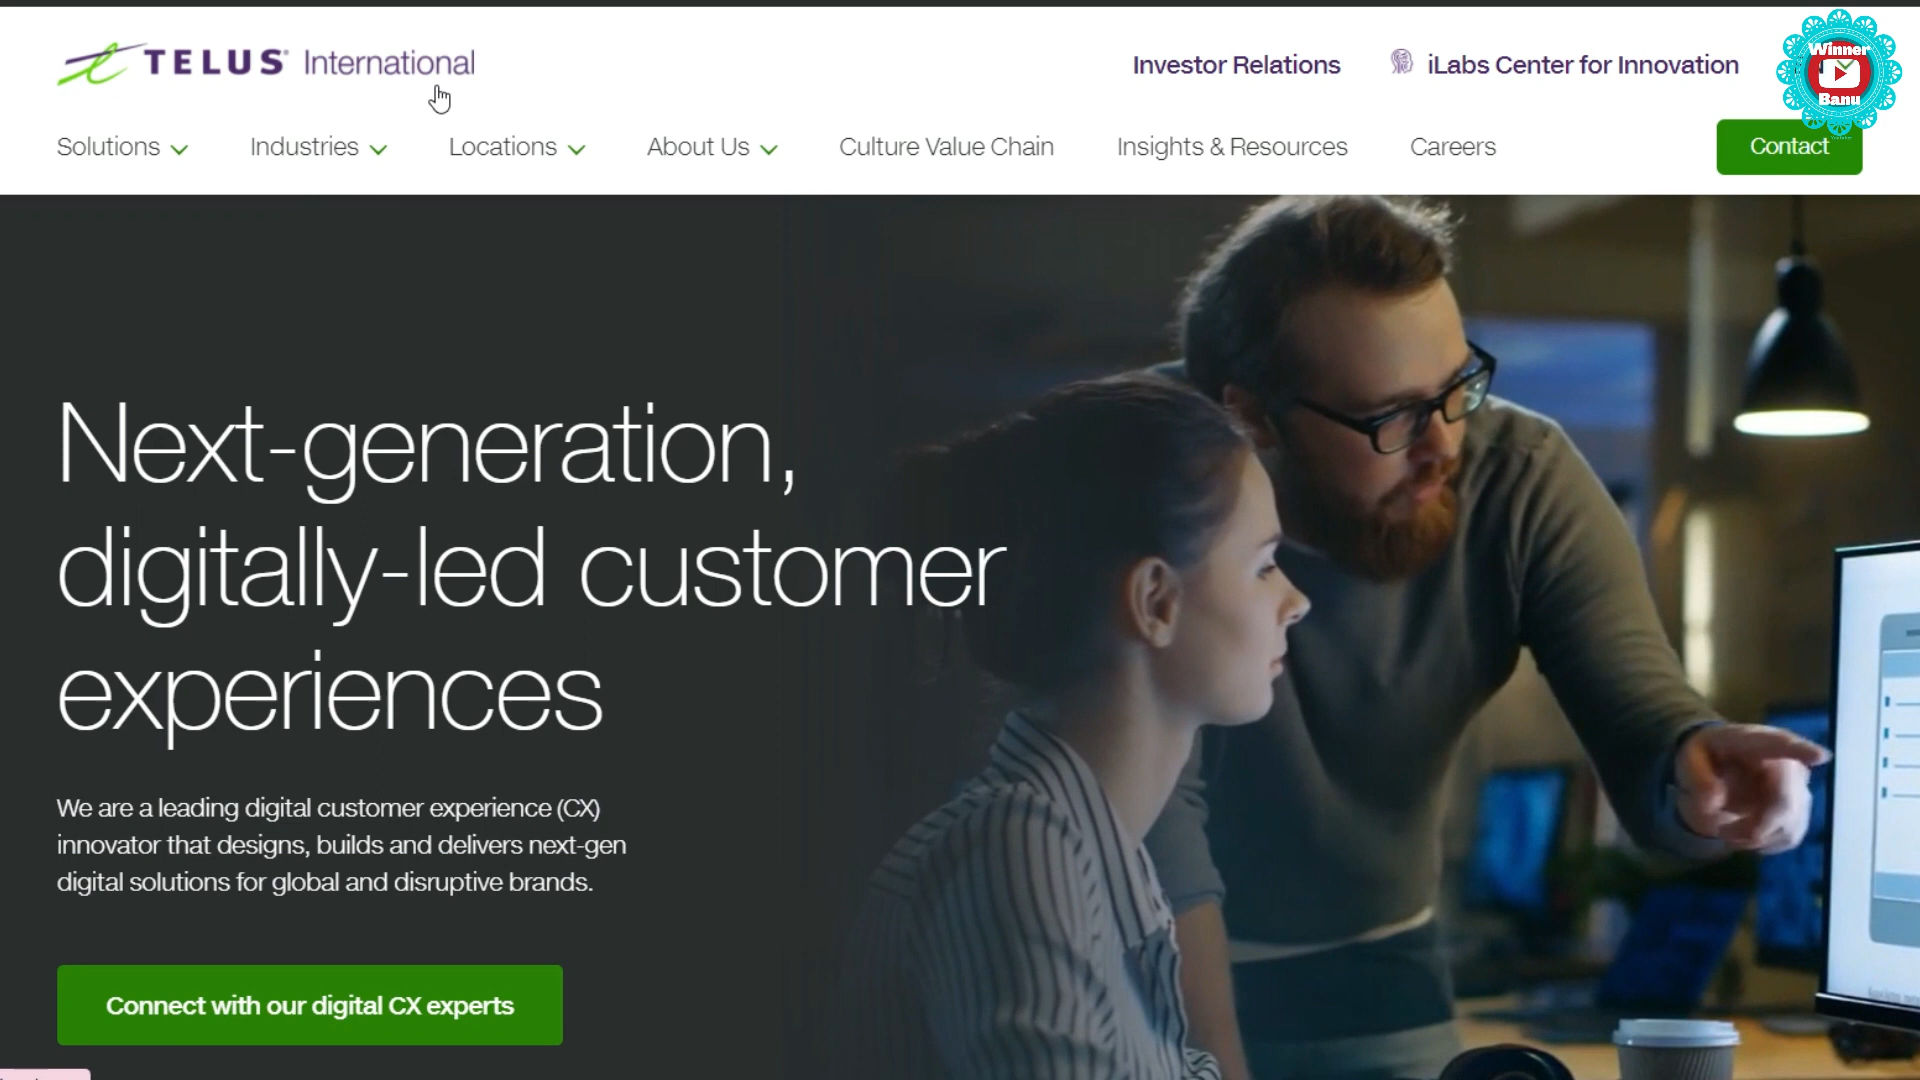 TELUS International
Investor Relations
iLabs Center for Innovation
Winner
Banu
Solutions
Industries
Locations
About Us
Culture Value Chain
Insights & Resources
Careers
Contact
Next-generation,
digitally-led customer
experiences
We are a leading digital customer experience (CX)
innovator that designs, builds and delivers next-gen
digital solutions for global and disruptive brands.
Connect with our digital CX experts